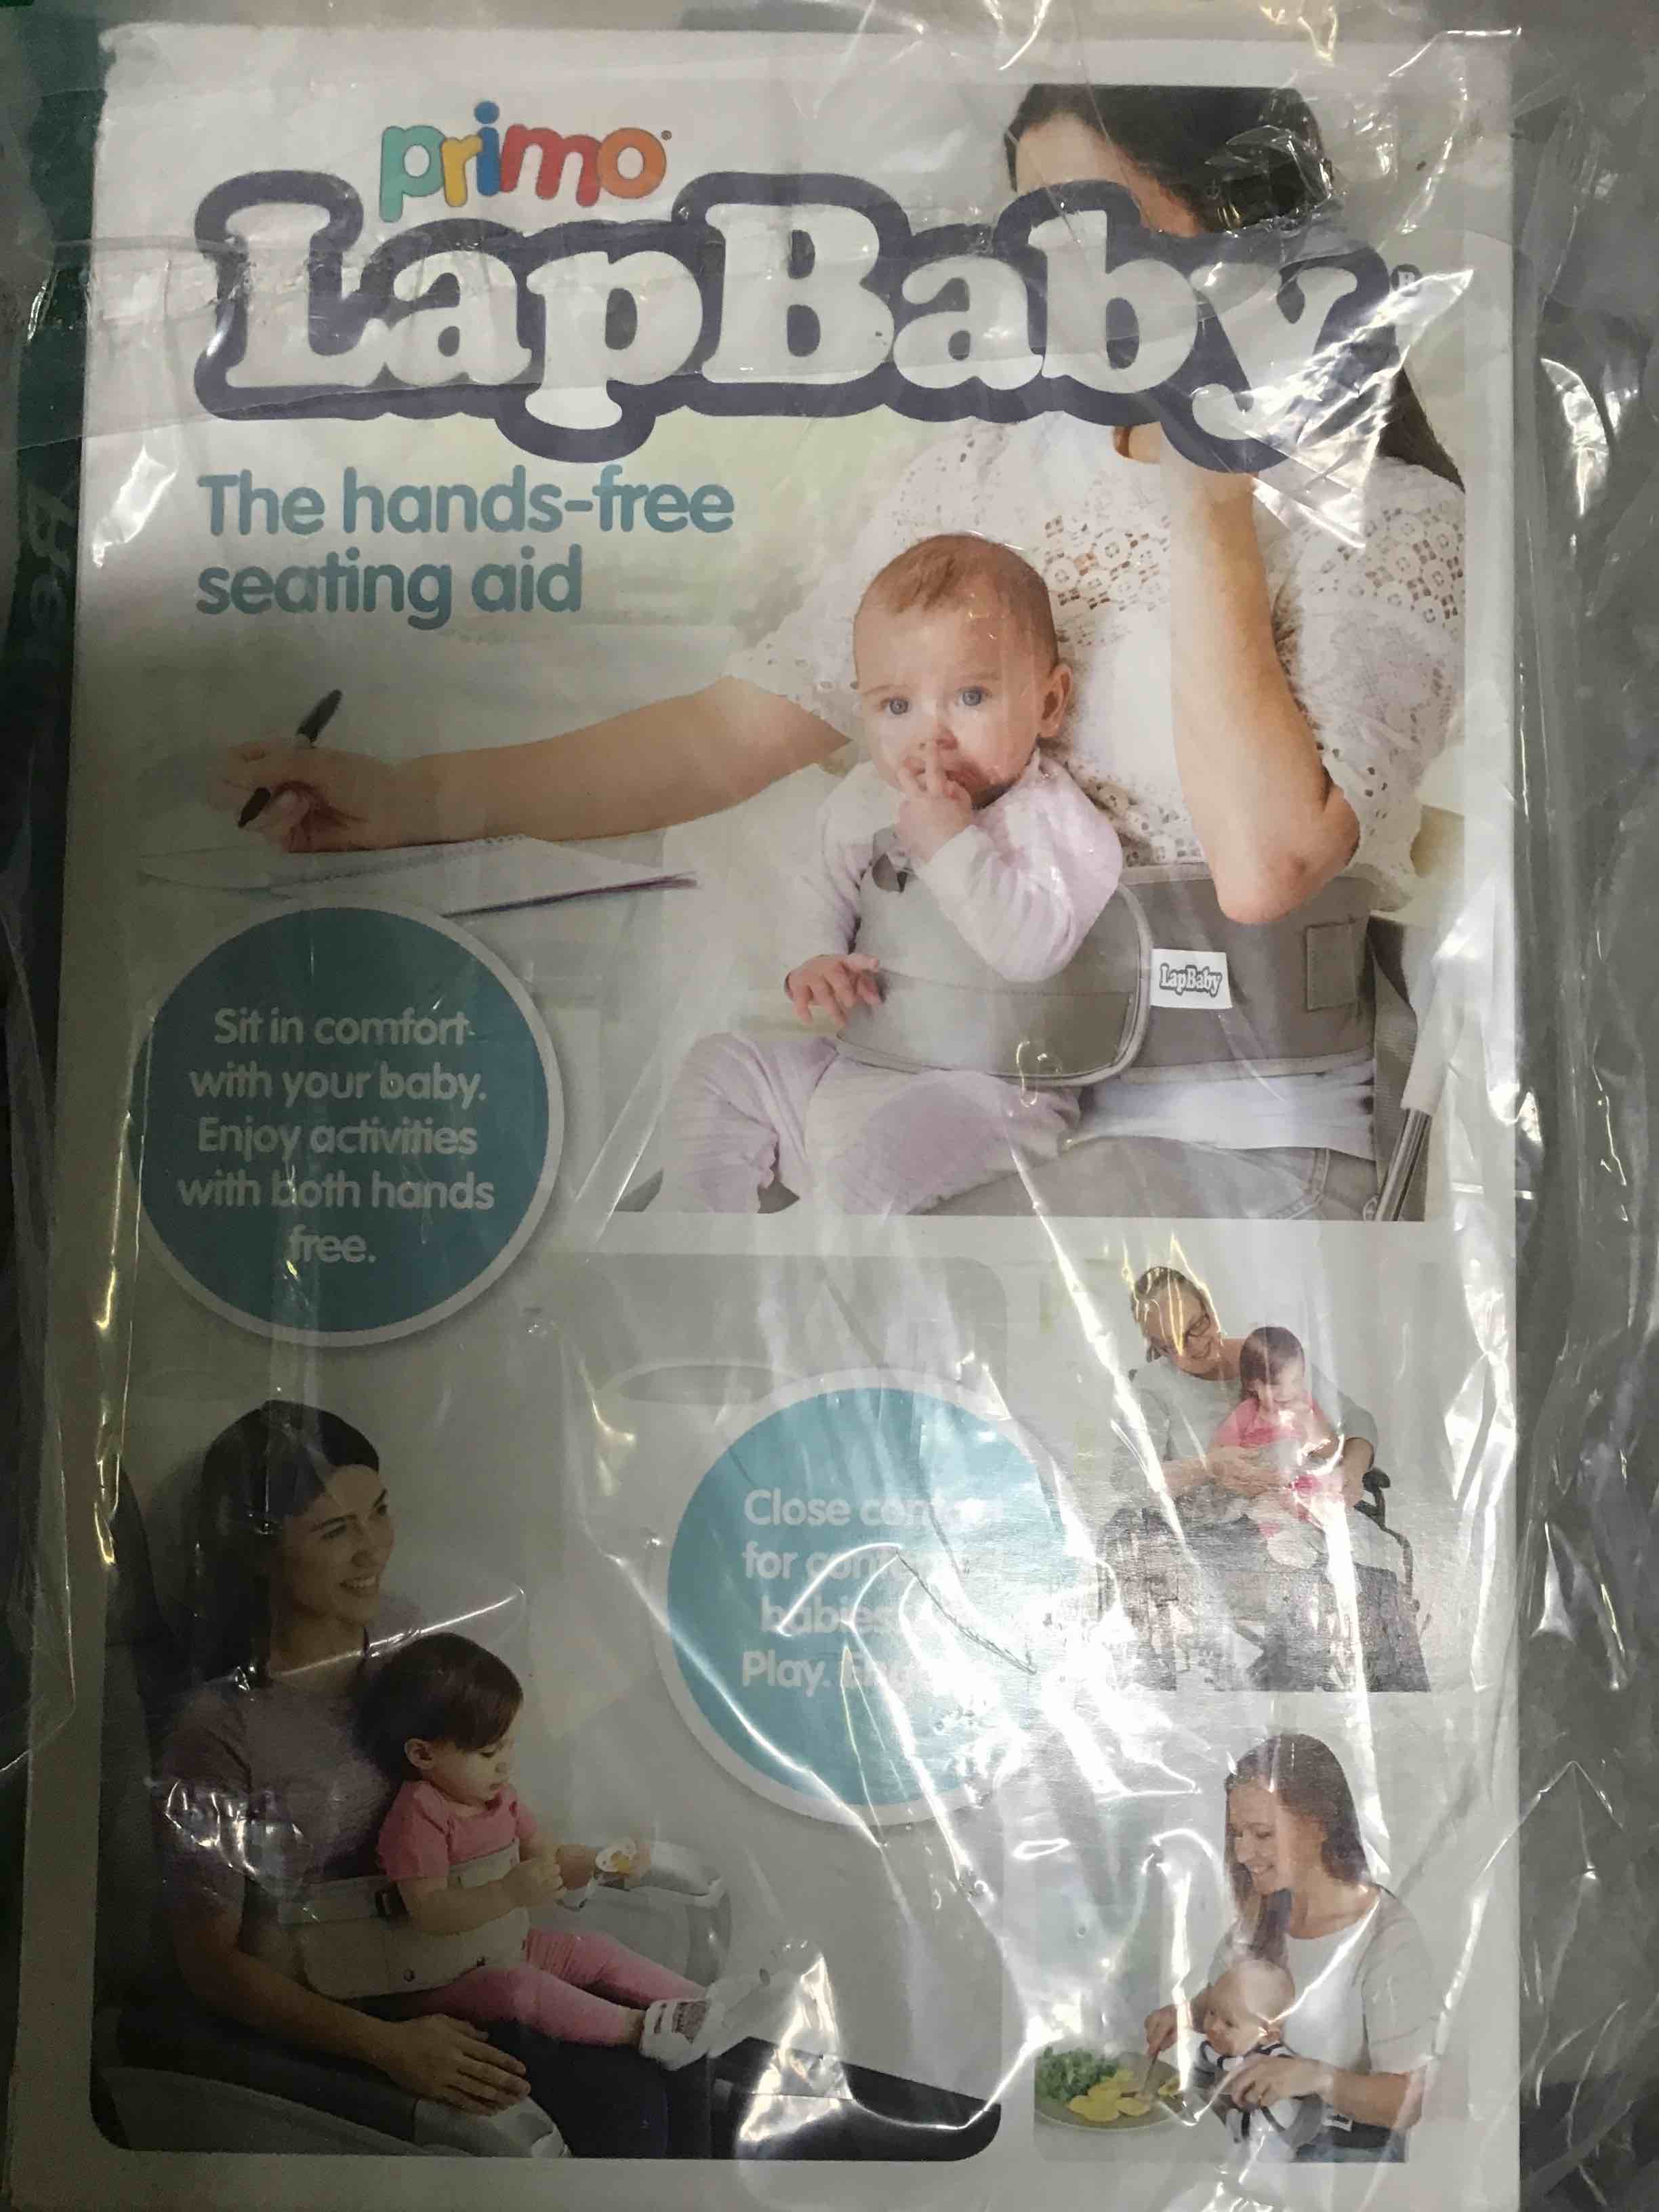 primo
LapBaby
The hands-free
seating aid
LapBaby
Sit in comfort
with your baby.
Enjoy activities
with both hands
free.
Close
for
babies
Play.